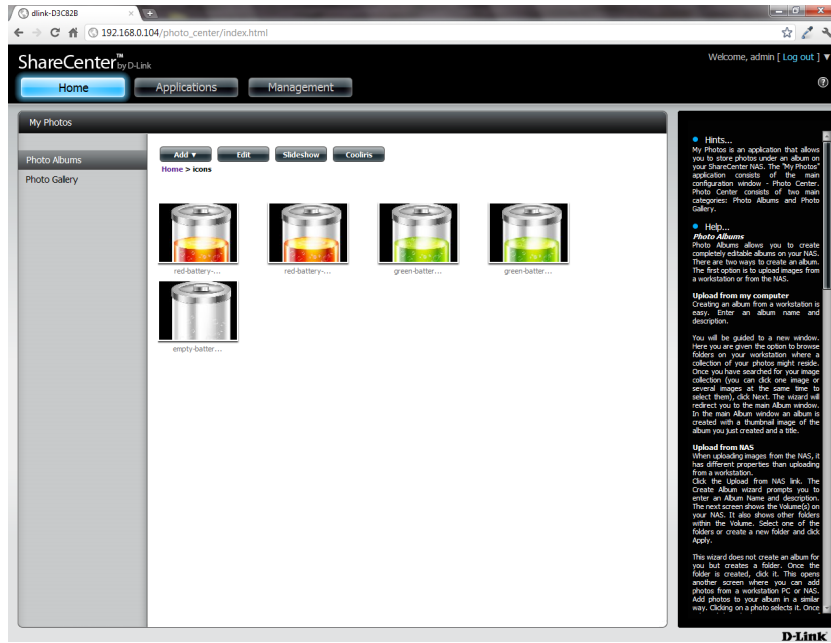 dlink-D3C82B
192.168.0.104/photo_center/index.html
ShareCenter™ by D-Link
Welcome, admin [ Log out ] ▼
Home
Applications
Management
My Photos
Photo Albums
Photo Gallery
Add ▼
Edit
Slideshow
Cooliris
Home > icons
red-battery-...
red-battery-...
green-batter...
green-batter...
empty-batter...
Hints...
My Photos is an application that allows
you to store photos under an album on
your ShareCenter NAS. The "My Photos"
application consists of the main
configuration window - Photo Center.
Photo Center consists of two main
categories: Photo Albums and Photo
Gallery.
Help...
Photo Albums
Photo Albums allows you to create
completely editable albums on your NAS.
There are two ways to create an album.
The first option is to upload images from
a workstation or from the NAS.
Upload from my computer
Creating an album from a workstation is
easy. Enter an album name and
description.
You will be guided to a new window.
Here you are given the option to browse
folders on your workstation where a
collection of your photos might reside.
Once you have searched for your image
collection (you can click one image or
several images at the same time to
select them), click Next. The wizard will
redirect you to the main Album window.
In the main Album window an album is
created with a thumbnail image of the
album you just created and a title.
Upload from NAS
When uploading images from the NAS, it
has different properties than uploading
from a workstation.
Click the Upload from NAS link. The
Create Album wizard prompts you to
enter an Album Name and description.
The next screen shows the Volume(s) on
your NAS. It also shows other folders
within the Volume. Select one of the
folders or create a new folder and click
Apply.
This wizard does not create an album for
you but creates a folder. Once the
folder is created, click it. This opens
another screen where you can add
photos from a workstation PC or NAS.
Add photos to your album in a similar
way. Clicking on a photo selects it. Once
D-Link